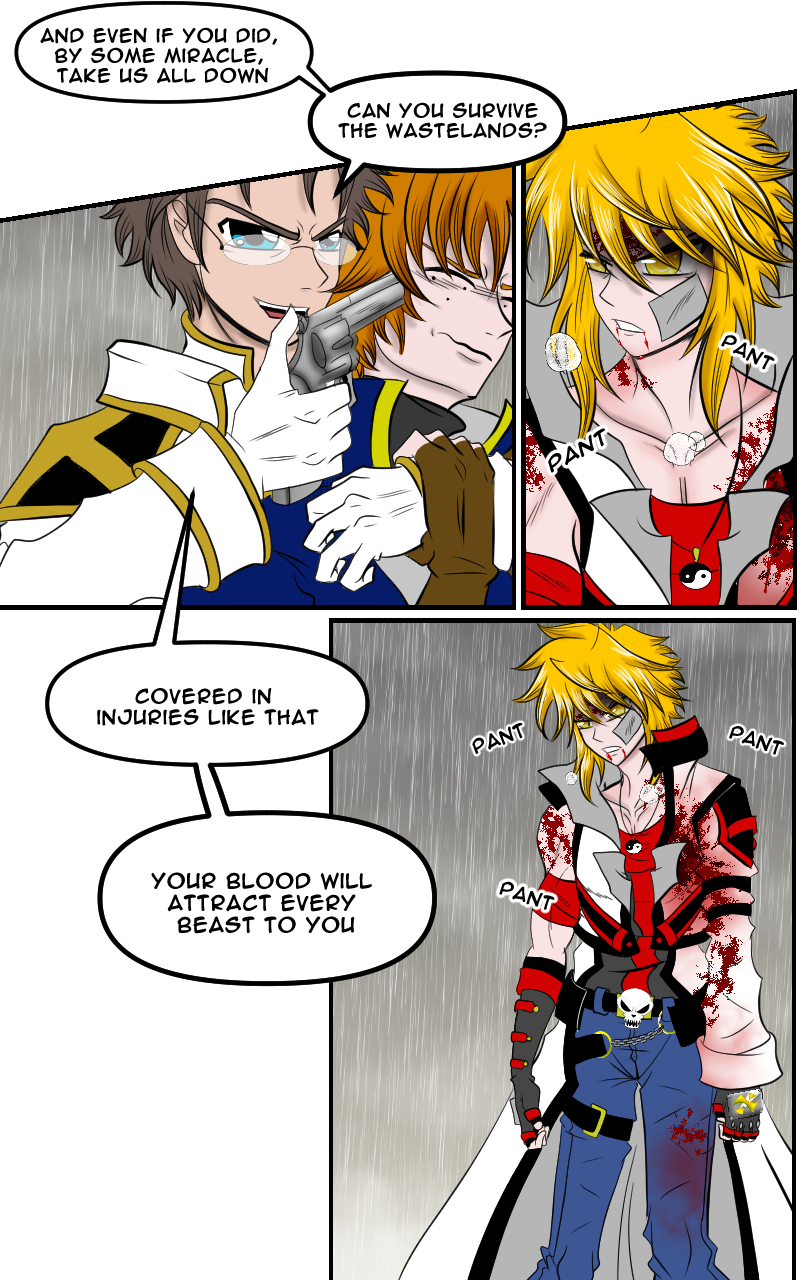 AND EVEN IF YOU DID,
BY SOME MIRACLE,
TAKE US ALL DOWN
CAN YOU SURVIVE
THE WASTELANDS?
PANT
PANT
COVERED IN
INJURIES LIKE THAT
YOUR BLOOD WILL
ATTRACT EVERY
BEAST TO YOU
PANT
PANT
PANT